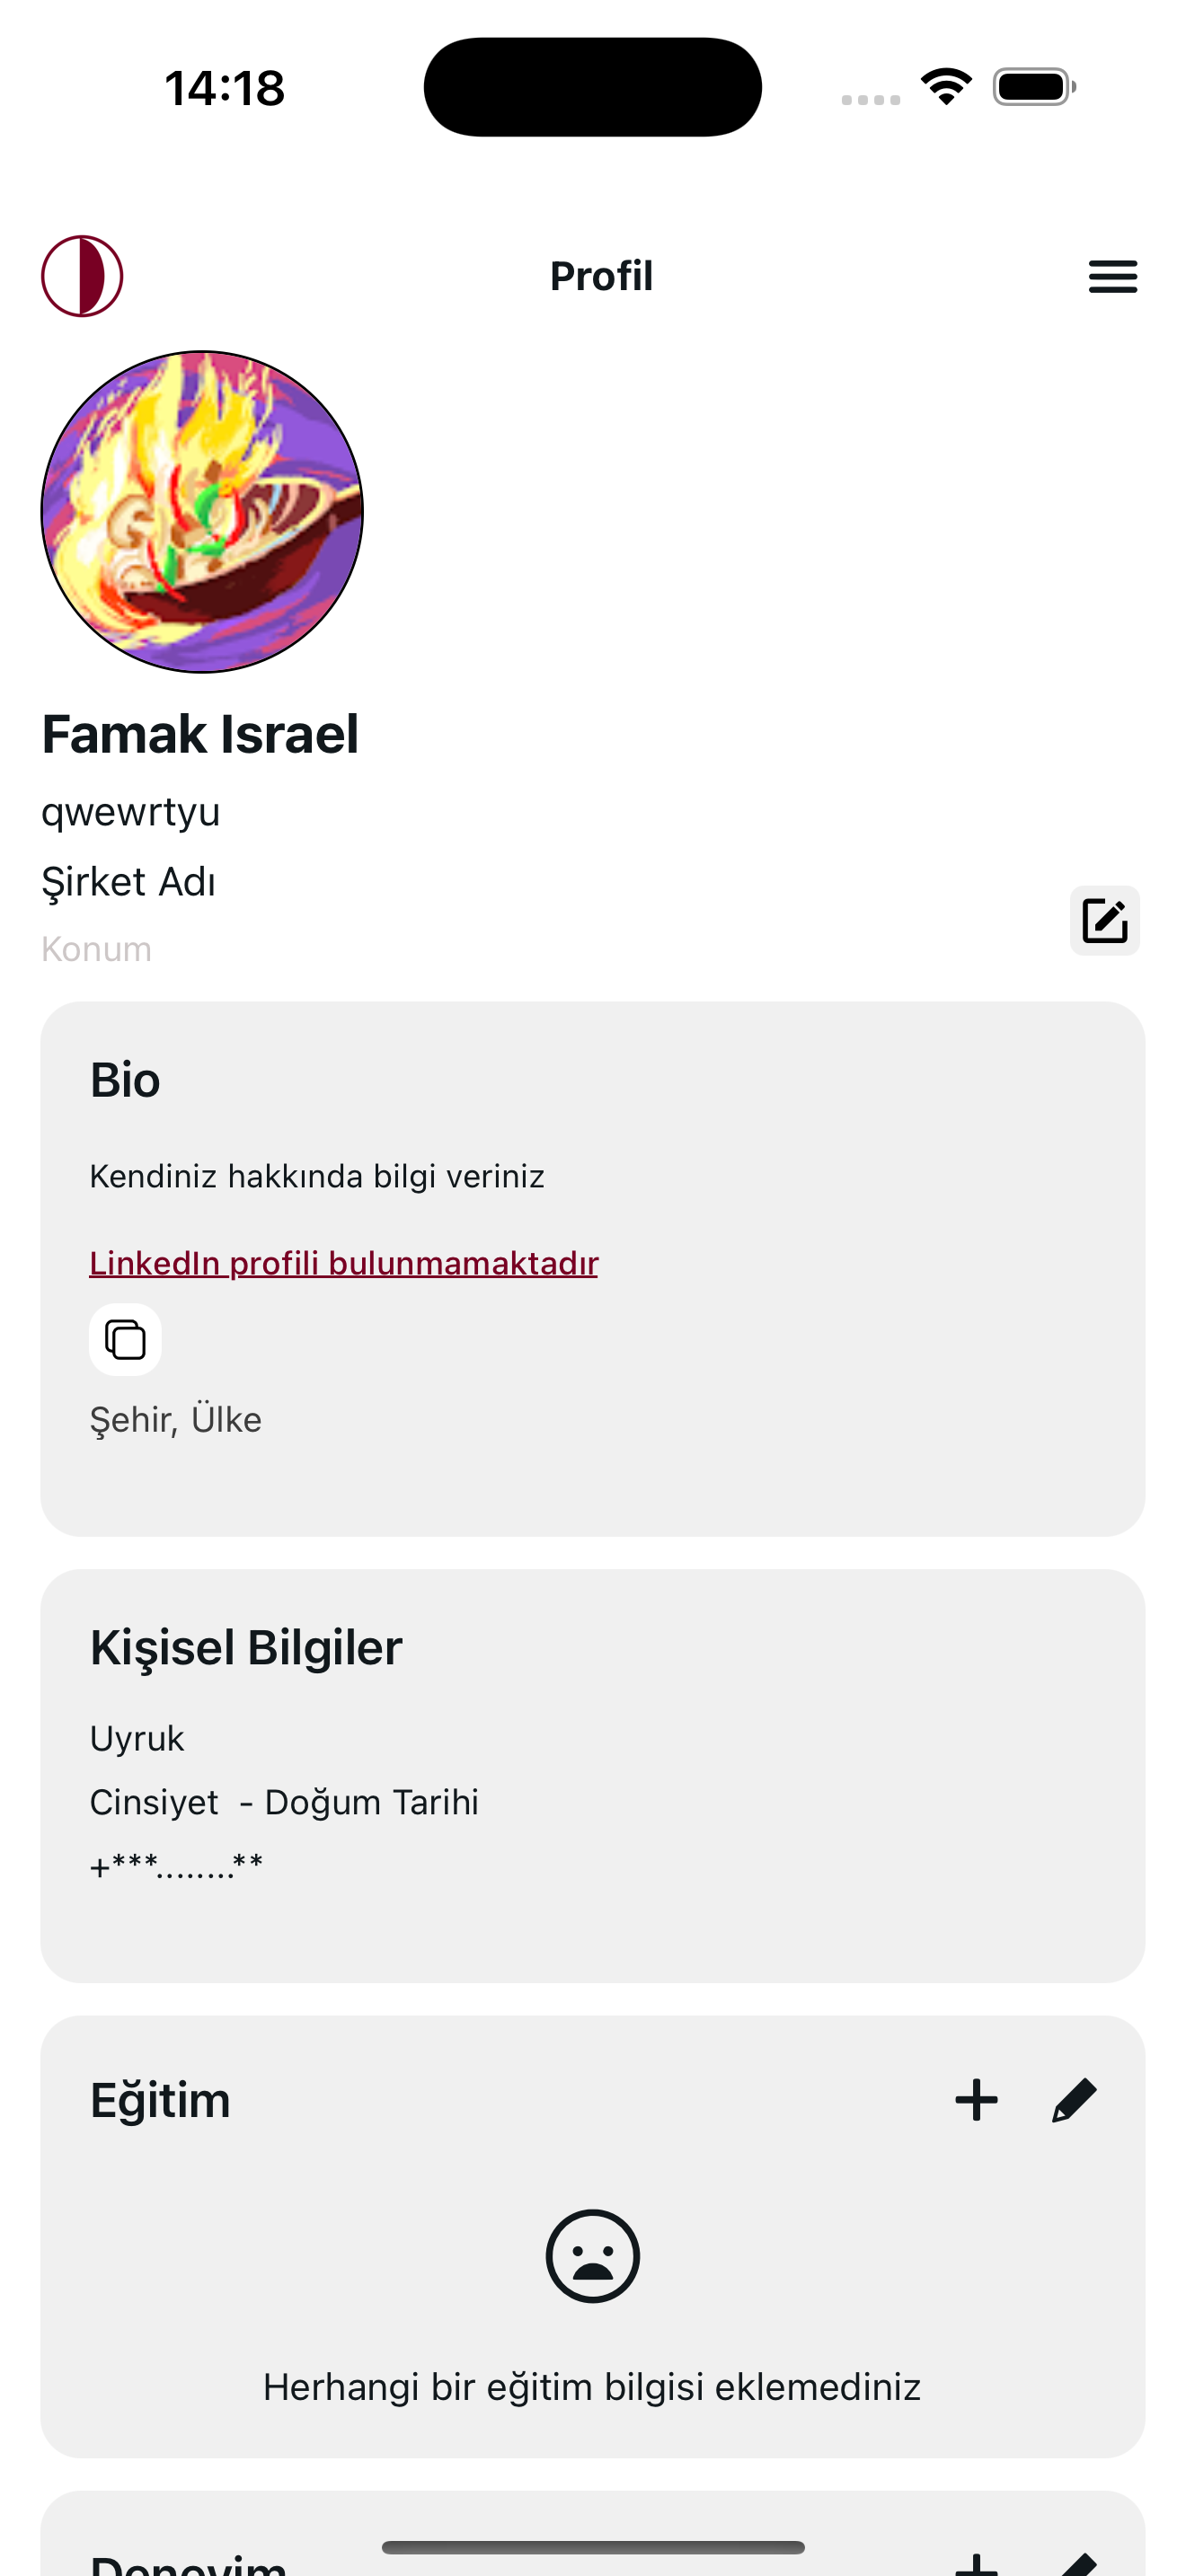 14:18
Profil
Famak Israel
qwewrtyu
Şirket Adı
Konum
Bio
Kendiniz hakkında bilgi veriniz
LinkedIn profili bulunmamaktadır
Şehir, Ülke
Kişisel Bilgiler
Uyruk
Cinsiyet  - Doğum Tarihi
+***........**
Eğitim
Herhangi bir eğitim bilgisi eklemediniz
Deneyim